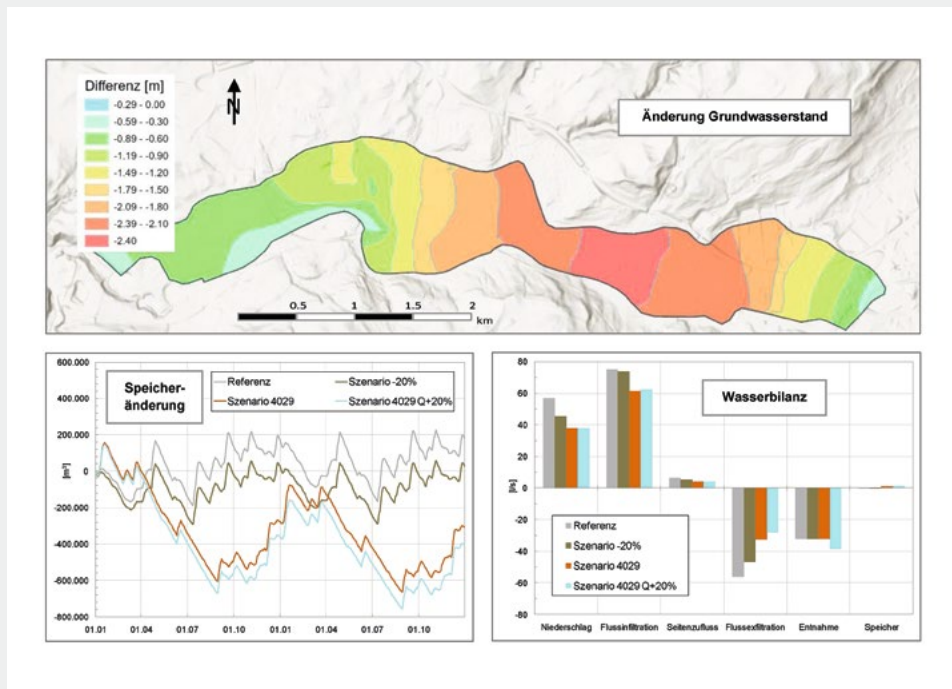 Differenz [m]
-0.29 - 0.00
-0.59 - -0.30
-0.89 - -0.60
-1.19 - -0.90
-1.49 - -1.20
-1.79 - -1.50
-2.09 - -1.80
-2.39 - -2.10
-2.40
N
Änderung Grundwasserstand
0.5 1 1.5 2
km
Speicher-
änderung
Referenz
Szenario -20%
Szenario 4029
Szenario 4029 Q+20%
600.000
400.000
200.000
0
-200.000
-400.000
-600.000
-800.000
[m³]
01.01 01.04 01.07 01.10 01.01 01.04 01.07 01.10
Wasserbilanz
80
60
40
20
0
-20
-40
-60
-80
[l/s]
Referenz
Szenario -20%
Szenario 4029
Szenario 4029 Q+20%
Niederschlag Flussinfiltration Seitenzufluss Flussexfiltration Entnahme Speicher